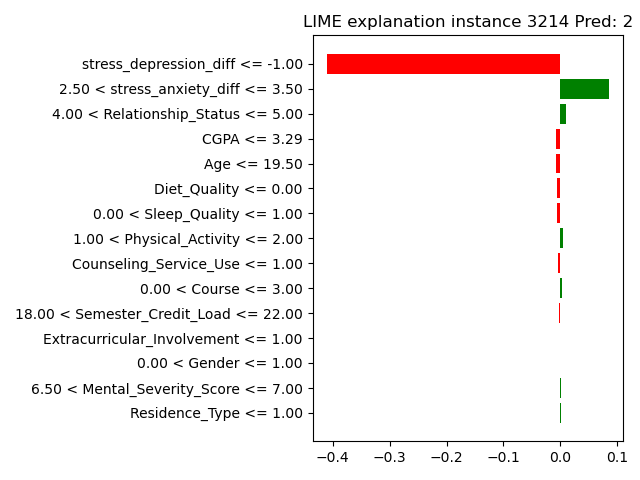 LIME explanation instance 3214 Pred: 2
stress_depression_diff <= -1.00
2.50 < stress_anxiety_diff <= 3.50
4.00 < Relationship_Status <= 5.00
CGPA <= 3.29
Age <= 19.50
Diet_Quality <= 0.00
0.00 < Sleep_Quality <= 1.00
1.00 < Physical_Activity <= 2.00
Counseling_Service_Use <= 1.00
0.00 < Course <= 3.00
18.00 < Semester_Credit_Load <= 22.00
Extracurricular_Involvement <= 1.00
0.00 < Gender <= 1.00
6.50 < Mental_Severity_Score <= 7.00
Residence_Type <= 1.00
−0.4 −0.3 −0.2 −0.1 0.0 0.1